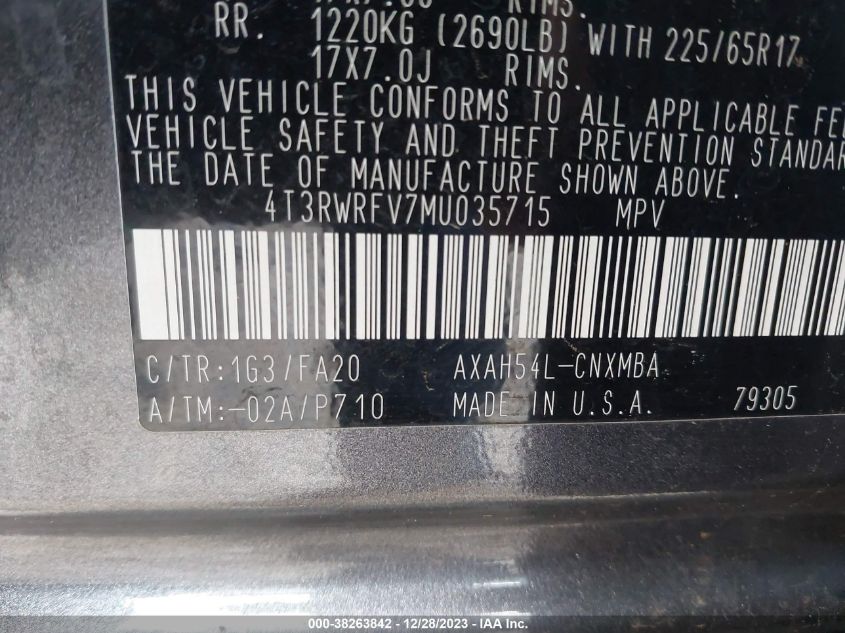 RIMS.
RR. 1220KG (2690LB) WITH 225/65R17
17X7.0J RIMS.
THIS VEHICLE CONFORMS TO ALL APPLICABLE
VEHICLE SAFETY AND THEFT PREVENTION
THE DATE OF MANUFACTURE SHOWN ABOVE.
4T3RWRFV7MU035715 MPV
C/TR:1G3/FA20 AXAH54L-CNXMBA
A/TM:-02A/P710 MADE IN U.S.A. 79305
000-38263842 - 12/28/2023 - IAA Inc.